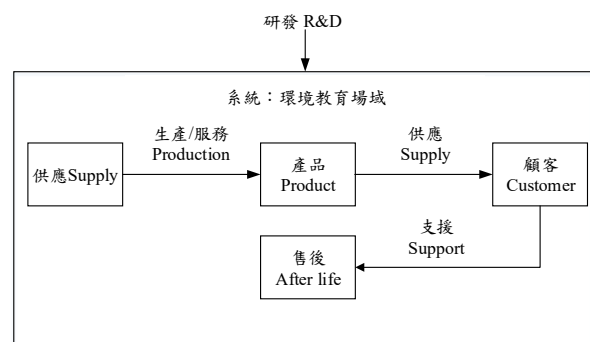 研發 R&D
系統：環境教育場域
生產/服務
Production
供應
Supply
供應Supply
產品
Product
顧客
Customer
支援
Support
售後
After life